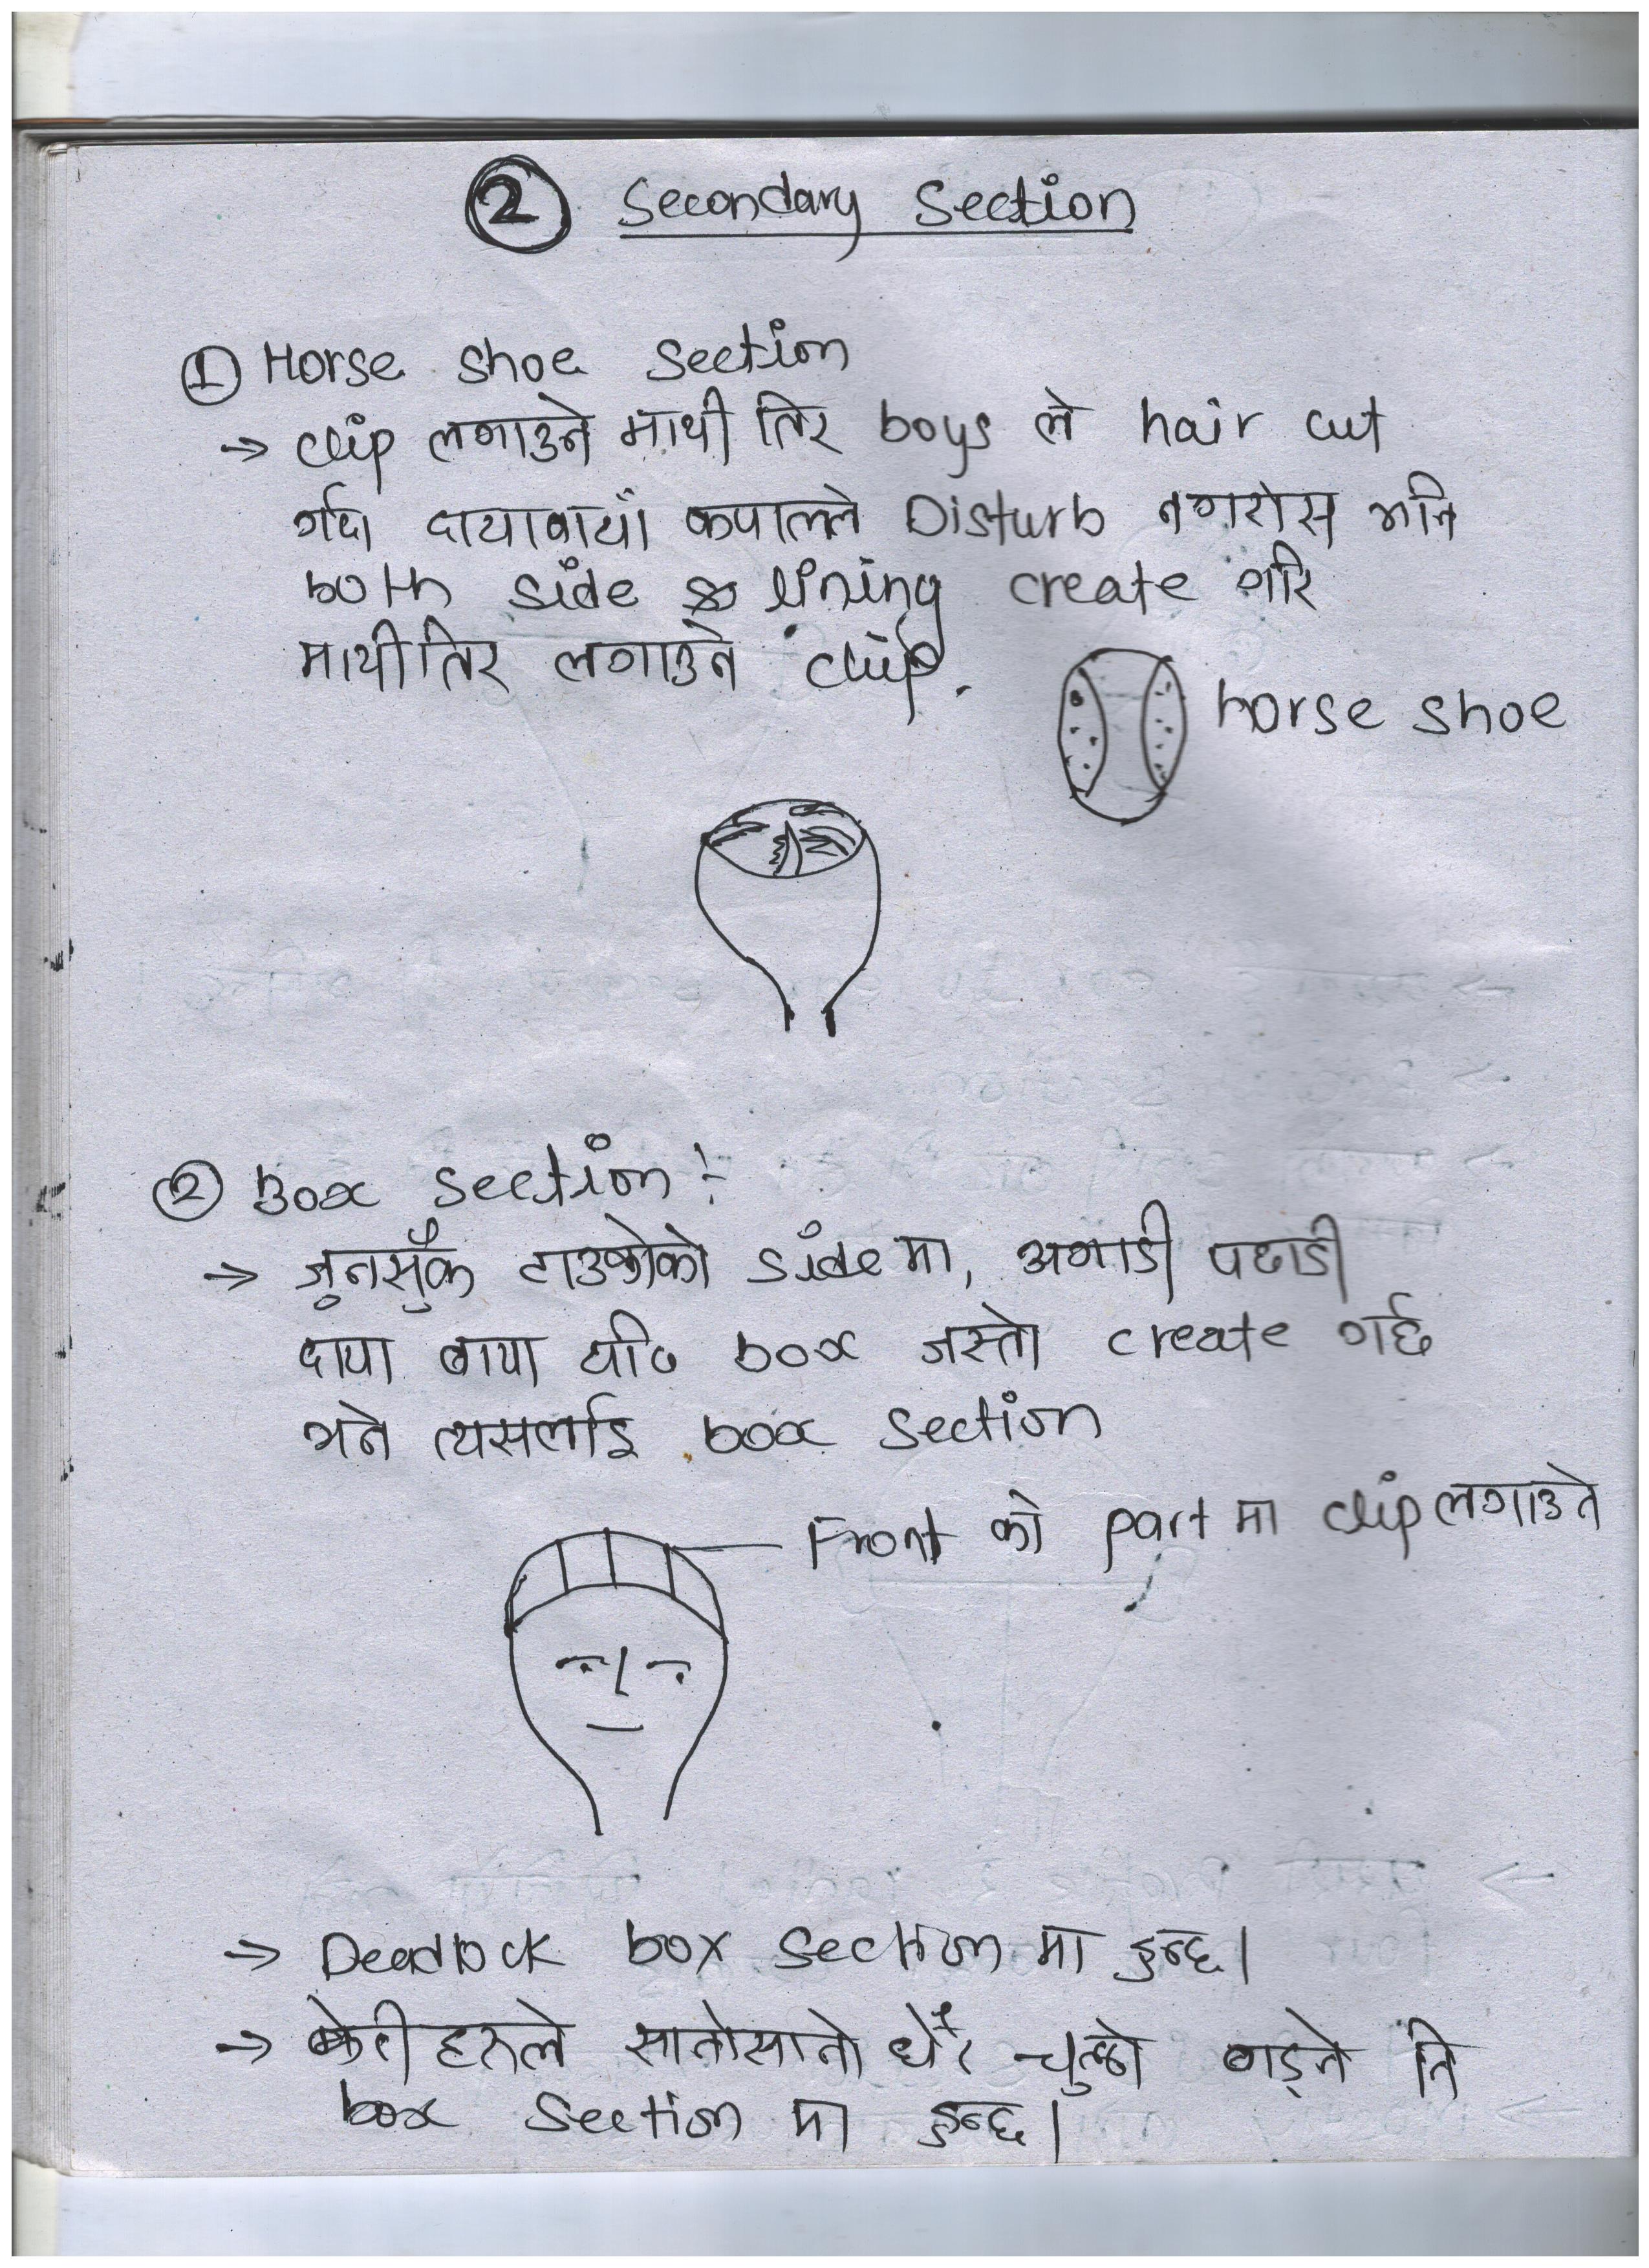 ② Secondary Section
① Horse shoe section
→ clip लगाउने माथी तिर boys ले hair cut
गर्दा दायाबायाँ कपालले Disturb नगरोस भनि
both side lining create गरि
माथीतिर लगाउने clip.
horse shoe
② Box section :-
→ जुनसुकै टाउकोको side मा, अगाडी पछाडी
दाया बाया यदि box जस्तो create गर्छ
भने त्यसलाई box section
Front को part मा clip लगाउने
→ Deadlock box section मा हुन्छ।
→ केटीहरुले सानोसानो धेरै चुल्ठो बाड्ने नि
box section मा हुन्छ।